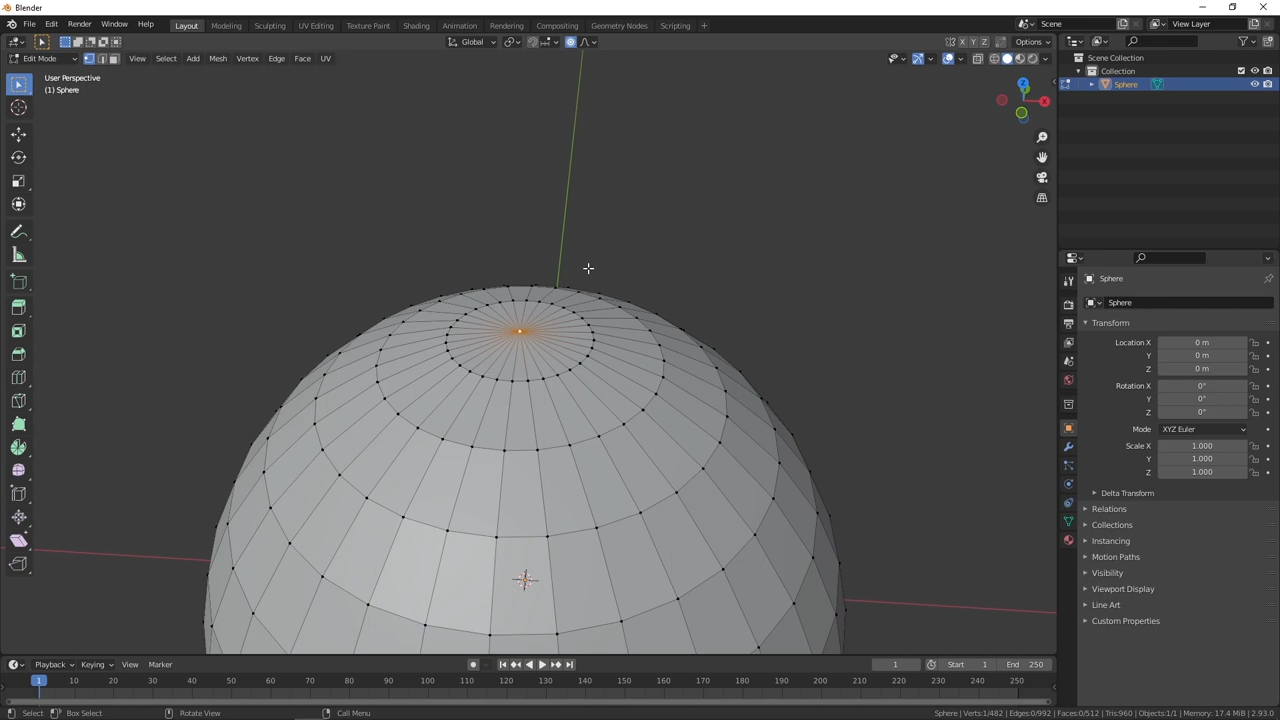 Blender
File Edit Render Window Help Layout Modeling Sculpting UV Editing Texture Paint Shading Animation Rendering Compositing Geometry Nodes Scripting + Scene View Layer
Global X Y Z Options
Edit Mode View Select Add Mesh Vertex Edge Face UV
User Perspective
(1) Sphere
Scene Collection
Collection
Sphere
Z
X
Sphere
Sphere
Transform
Location X 0 m
Y 0 m
Z 0 m
Rotation X 0°
Y 0°
Z 0°
Mode XYZ Euler
Scale X 1.000
Y 1.000
Z 1.000
Delta Transform
Relations
Collections
Instancing
Motion Paths
Visibility
Viewport Display
Line Art
Custom Properties
Playback Keying View Marker 1 Start 1 End 250
1 10 20 30 40 50 60 70 80 90 100 110 120 130 140 150 160 170 180 190 200 210 220 230 240 250
Select Box Select Rotate View Call Menu Sphere | Verts:1/482 | Edges:0/992 | Faces:0/512 | Tris:960 | Objects:1/1 | Memory: 17.4 MiB | 2.93.0